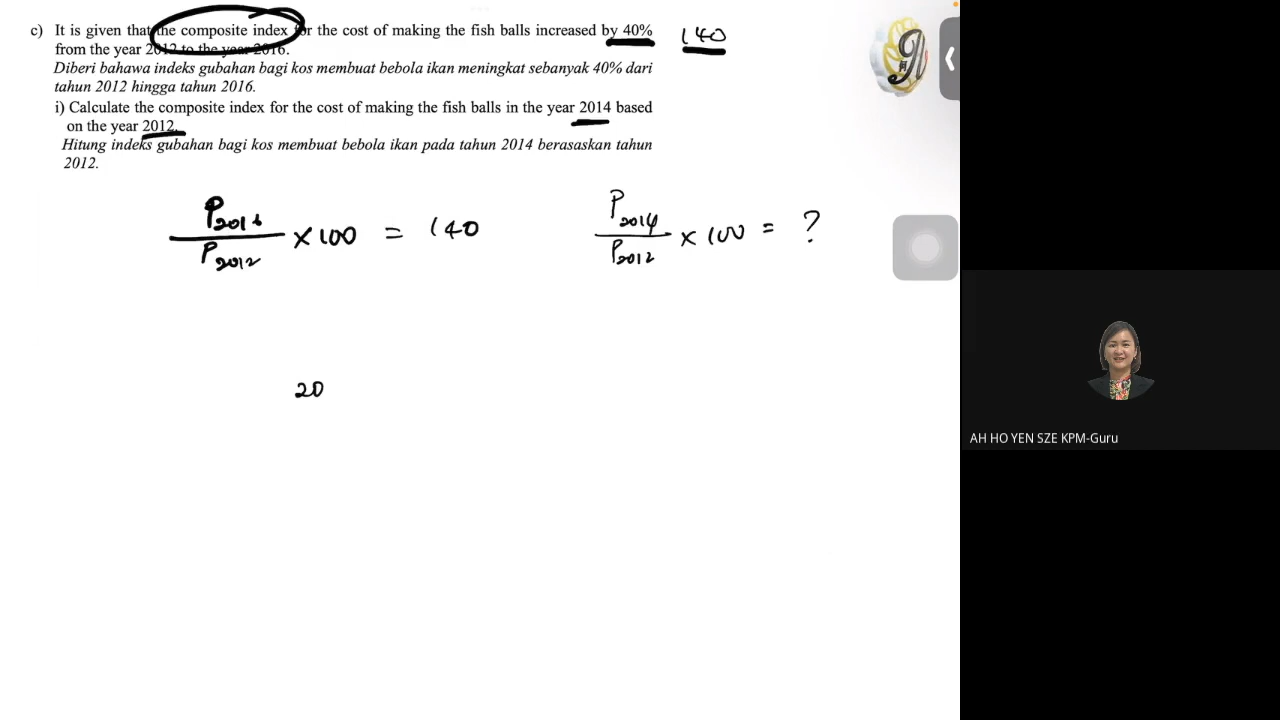 c) It is given that the composite index for the cost of making the fish balls increased by 40%
from the year 2012 to the year 2016.
140
Diberi bahawa indeks gubahan bagi kos membuat bebola ikan meningkat sebanyak 40% dari
tahun 2012 hingga tahun 2016.
i) Calculate the composite index for the cost of making the fish balls in the year 2014 based
on the year 2012.
Hitung indeks gubahan bagi kos membuat bebola ikan pada tahun 2014 berasaskan tahun
2012.
P2016
P2012 × 100 = 140
P2014
P2012 × 100 = ?
20
AH HO YEN SZE KPM-Guru